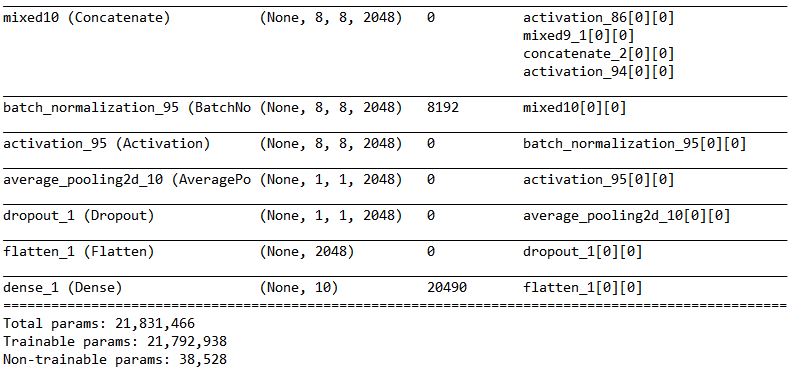 mixed10 (Concatenate) (None, 8, 8, 2048) 0 activation_86[0][0]
mixed9_1[0][0]
concatenate_2[0][0]
activation_94[0][0]
batch_normalization_95 (BatchNo (None, 8, 8, 2048) 8192 mixed10[0][0]
activation_95 (Activation) (None, 8, 8, 2048) 0 batch_normalization_95[0][0]
average_pooling2d_10 (AveragePo (None, 1, 1, 2048) 0 activation_95[0][0]
dropout_1 (Dropout) (None, 1, 1, 2048) 0 average_pooling2d_10[0][0]
flatten_1 (Flatten) (None, 2048) 0 dropout_1[0][0]
dense_1 (Dense) (None, 10) 20490 flatten_1[0][0]
Total params: 21,831,466
Trainable params: 21,792,938
Non-trainable params: 38,528